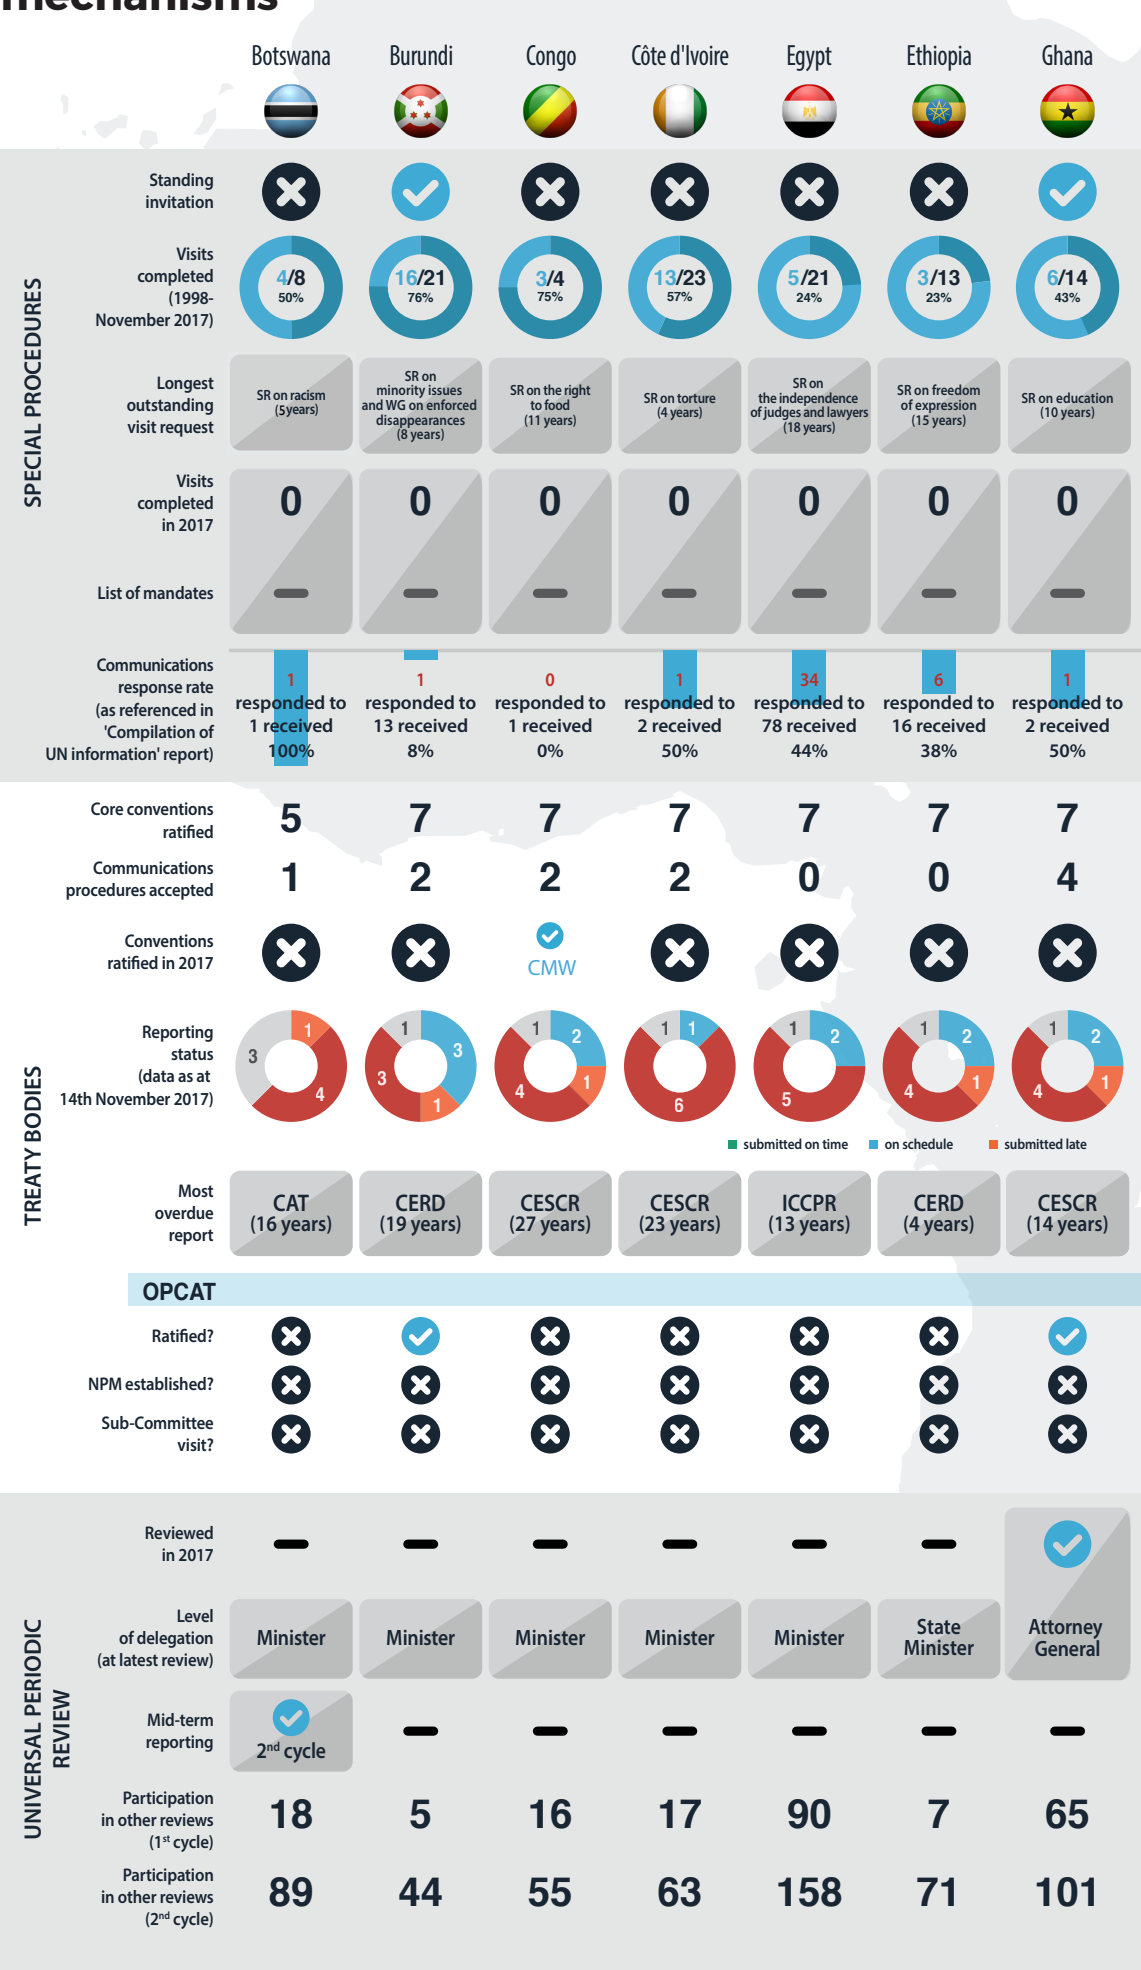 mechanisms
Botswana Burundi Congo Côte d'Ivoire Egypt Ethiopia Ghana
SPECIAL PROCEDURES
Standing
invitation
Visits
completed
(1998-
November 2017)
4/8 16/21 3/4 13/23 5/21 3/13 6/14
50% 76% 75% 57% 24% 23% 43%
Longest
outstanding
visit request
SR on racism
(5 years)
SR on
minority issues
and WG on enforced
disappearances
(8 years)
SR on the right
to food
(11 years)
SR on torture
(4 years)
SR on
the independence
of judges and lawyers
(18 years)
SR on freedom
of expression
(15 years)
SR on education
(10 years)
Visits
completed
in 2017
0 0 0 0 0 0 0
List of mandates
Communications
response rate
(as referenced in
'Compilation of
UN information' report)
1 1 0 1 34 6 1
responded to responded to responded to responded to responded to responded to responded to
1 received 13 received 1 received 2 received 78 received 16 received 2 received
100% 8% 0% 50% 44% 38% 50%
TREATY BODIES
Core conventions
ratified
5 7 7 7 7 7 7
Communications
procedures accepted
1 2 2 2 0 0 4
Conventions
ratified in 2017
CMW
Reporting
status
(data as at
14th November 2017)
3 1 4
1 3 3 1
1 2 4 1
1 1 6
1 2 5
1 2 4 1
1 2 4 1
submitted on time on schedule submitted late
Most
overdue
report
CAT CERD CESCR CESCR ICCPR CERD CESCR
(16 years) (19 years) (27 years) (23 years) (13 years) (4 years) (14 years)
OPCAT
Ratified?
NPM established?
Sub-Committee
visit?
UNIVERSAL PERIODIC
REVIEW
Reviewed
in 2017
Level
of delegation
(at latest review)
Minister Minister Minister Minister Minister
State
Minister
Attorney
General
Mid-term
reporting
2nd cycle
Participation
in other reviews
(1st cycle)
18 5 16 17 90 7 65
Participation
in other reviews
(2nd cycle)
89 44 55 63 158 71 101